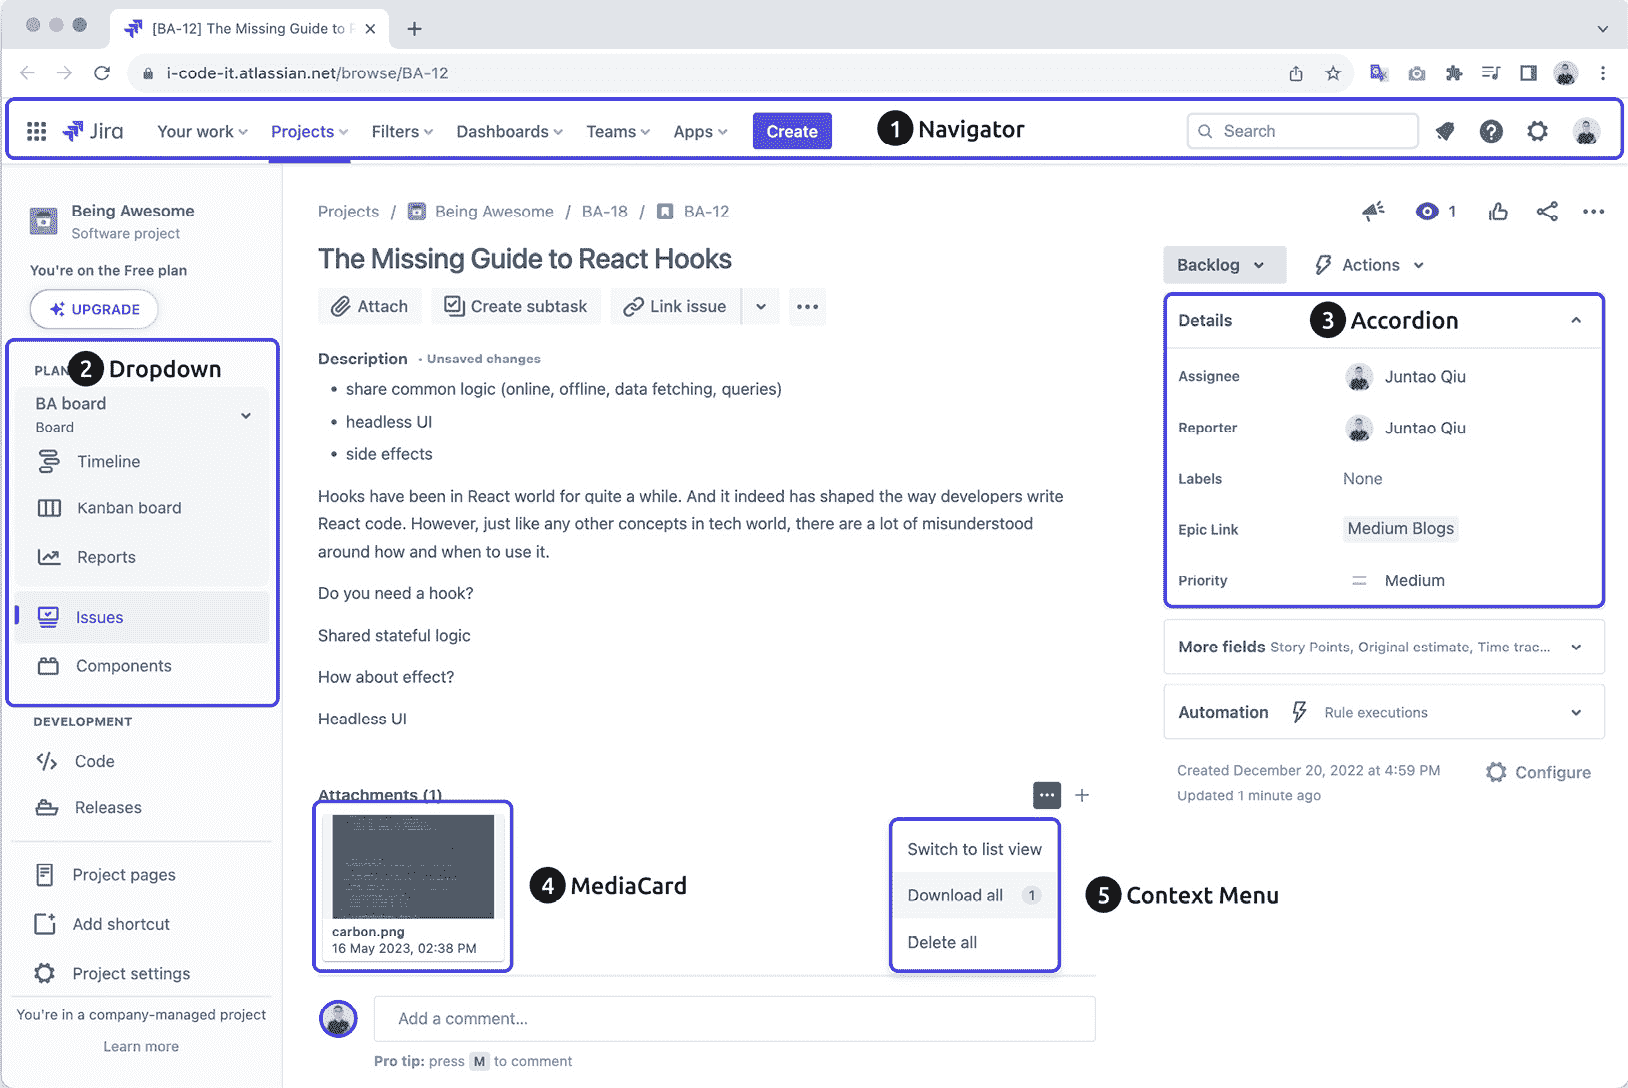 [BA-12] The Missing Guide to R
i-code-it.atlassian.net/browse/BA-12
Jira
Your work
Projects
Filters
Dashboards
Teams
Apps
Create
1 Navigator
Search
Being Awesome
Software project
You're on the Free plan
UPGRADE
PLAN
2 Dropdown
BA board
Board
Timeline
Kanban board
Reports
Issues
Components
DEVELOPMENT
Code
Releases
Project pages
Add shortcut
Project settings
You're in a company-managed project
Learn more
Projects / Being Awesome / BA-18 / BA-12
1
The Missing Guide to React Hooks
Attach
Create subtask
Link issue
Description • Unsaved changes
• share common logic (online, offline, data fetching, queries)
• headless UI
• side effects
Hooks have been in React world for quite a while. And it indeed has shaped the way developers write
React code. However, just like any other concepts in tech world, there are a lot of misunderstood
around how and when to use it.
Do you need a hook?
Shared stateful logic
How about effect?
Headless UI
Attachments (1)
carbon.png
16 May 2023, 02:38 PM
4 MediaCard
Switch to list view
Download all 1
Delete all
5 Context Menu
Add a comment...
Pro tip: press M to comment
Backlog
Actions
Details
3 Accordion
Assignee
Juntao Qiu
Reporter
Juntao Qiu
Labels
None
Epic Link
Medium Blogs
Priority
Medium
More fields Story Points, Original estimate, Time trac...
Automation
Rule executions
Created December 20, 2022 at 4:59 PM
Updated 1 minute ago
Configure